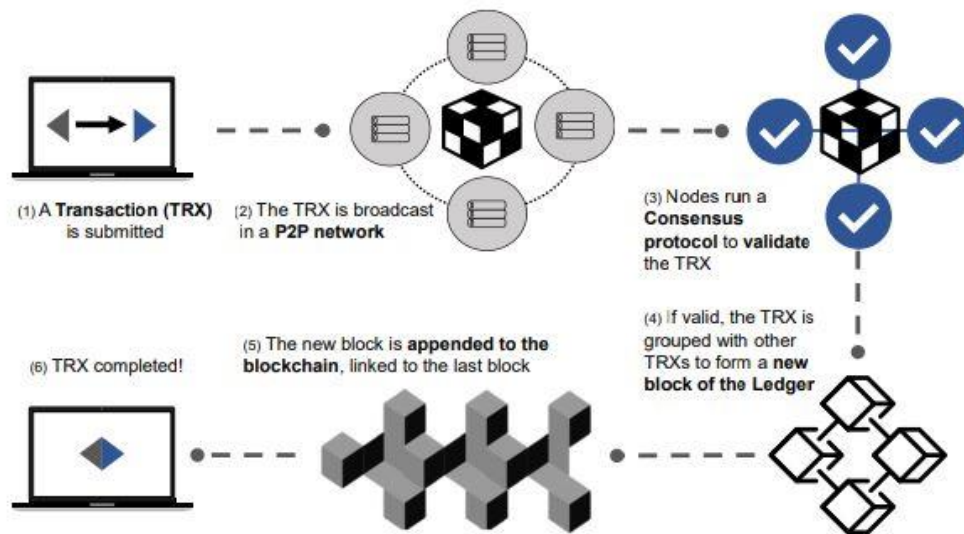 (1) A Transaction (TRX)
is submitted
(2) The TRX is broadcast
in a P2P network
(3) Nodes run a
Consensus
protocol to validate
the TRX
(4) If valid, the TRX is
grouped with other
TRXs to form a new
block of the Ledger
(5) The new block is appended to the
blockchain, linked to the last block
(6) TRX completed!